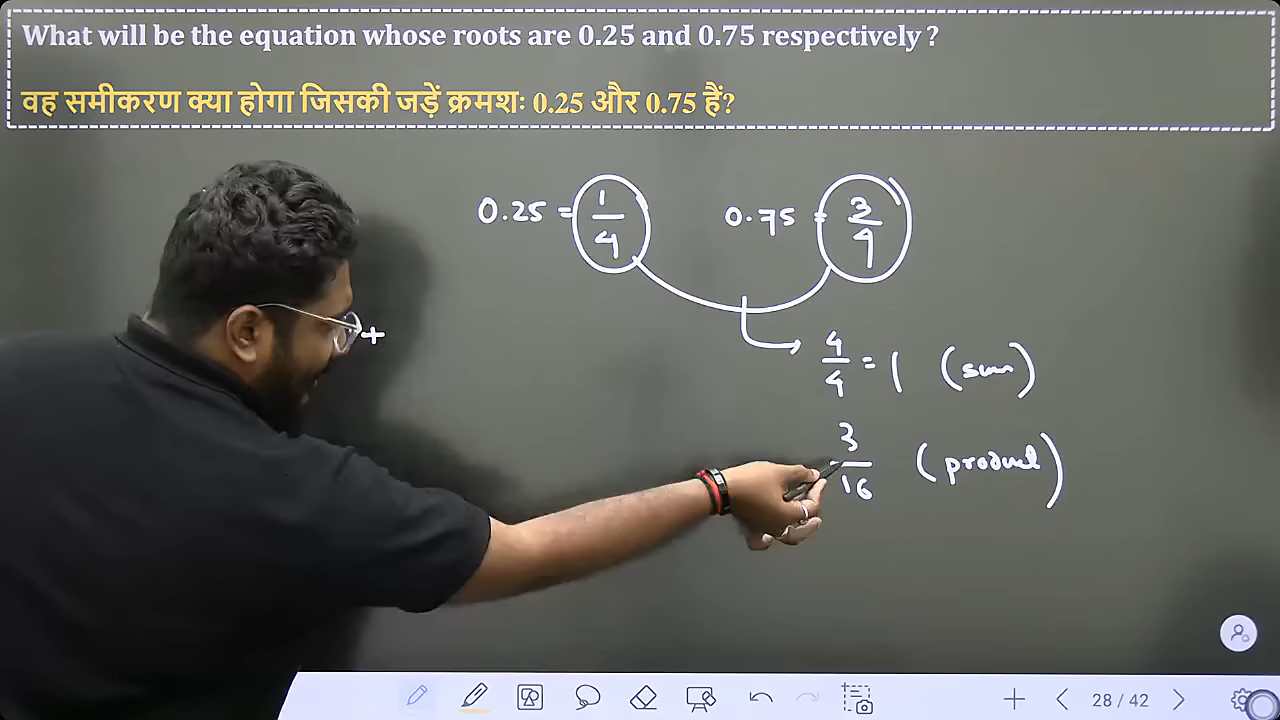 What will be the equation whose roots are 0.25 and 0.75 respectively ?
वह समीकरण क्या होगा जिसकी जड़ें क्रमशः 0.25 और 0.75 हैं?
0.25 = 1/4 0.75 = 3/4
+
4/4 = 1 (sum)
3/16 (product)
28 / 42